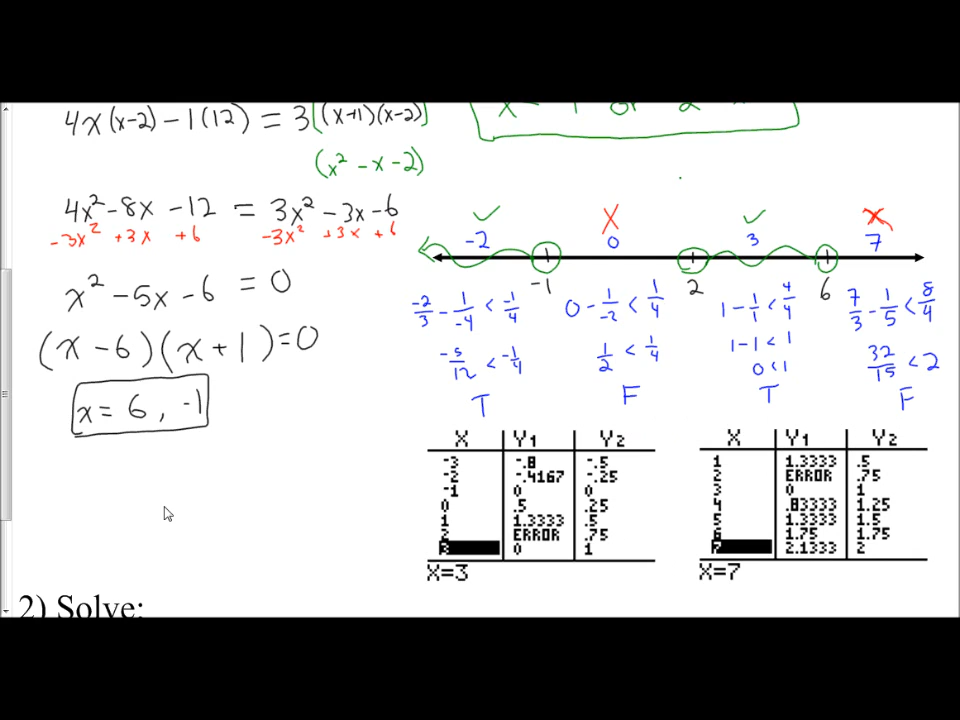 4x(x-2) - 1(12) = 3[(x+1)(x-2)]
(x² - x - 2)
4x² - 8x - 12 = 3x² - 3x - 6
-3x² +3x +6 -3x² +3x +6
x² - 5x - 6 = 0
(x - 6)(x + 1) = 0
x = 6, -1
✓ X ✓ X
-2 0 3 7
-1 2 6
-2/3 - 1/-4 < -1/4
-5/12 < -1/4
T
0 - 1/-2 < 1/4
1/2 < 1/4
F
1 - 1/1 < 4/4
1 - 1 < 1
0 < 1
T
7/3 - 1/5 < 8/4
32/15 < 2
F
X Y1 Y2
-3 -.8 -.5
-2 -.4167 -.25
-1 0 0
0 .5 .25
1 1.3333 .5
2 ERROR .75
3 0 1
X=3
X Y1 Y2
1 1.3333 .5
2 ERROR .75
3 0 1
4 .83333 1.25
5 1.3333 1.5
6 1.75 1.75
7 2.1333 2
X=7
2) Solve: